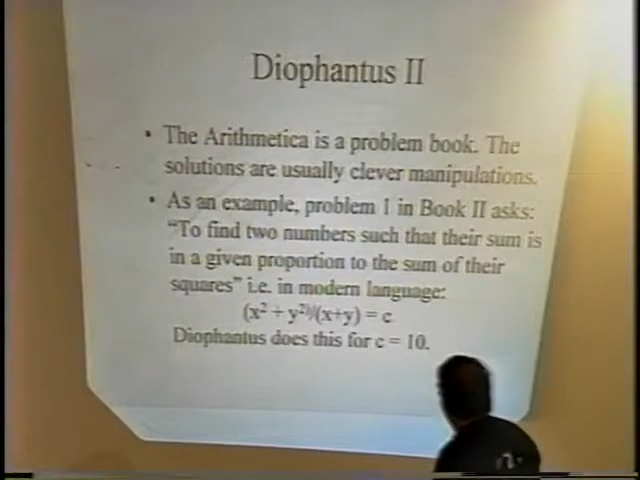 Diophantus II
• The Arithmetica is a problem book. The
solutions are usually clever manipulations.
• As an example, problem 1 in Book II asks:
"To find two numbers such that their sum is
in a given proportion to the sum of their
squares" i.e. in modern language:
(x² + y²)/(x+y) = c
Diophantus does this for c = 10.